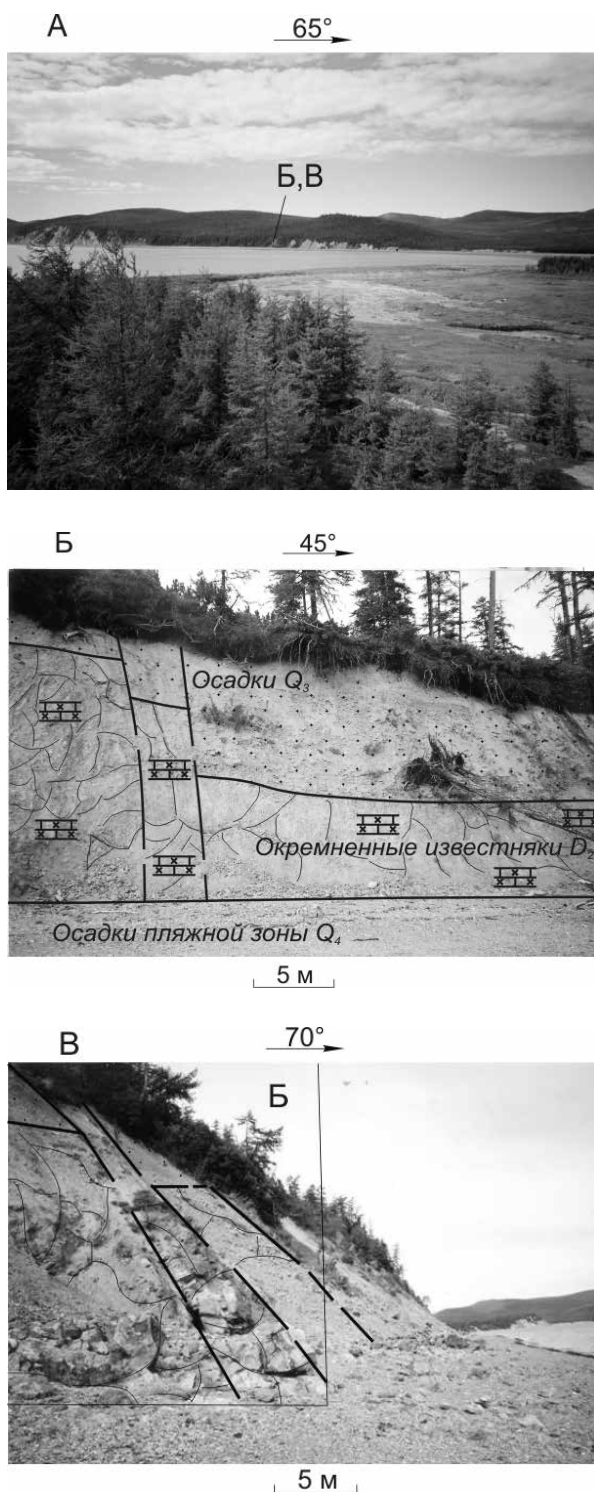 А
65°
Б,В
Б
45°
Осадки Q₃
Окремненные известняки D₂
Осадки пляжной зоны Q₄
5 м
В
70°
Б
5 м